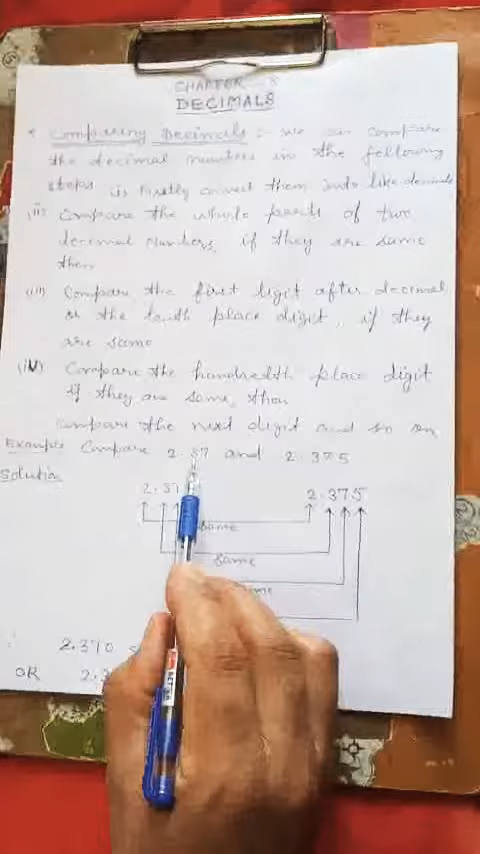 CHAPTER - 8
DECIMALS
* Comparing Decimals :- we can compare
the decimal numbers in the following
steps (i) Firstly convert them into like decimals
(ii) Compare the whole parts of two
decimal numbers, if they are same
then
(iii) Compare the first digit after decimal
or the tenth place digit, if they
are same
(iv) Compare the hundredth place digit
if they are same, then
compare the next digit and so on
Example Compare 2.37 and 2.375
Solution
2.37 2.375
same
same
2.370
OR 2.3